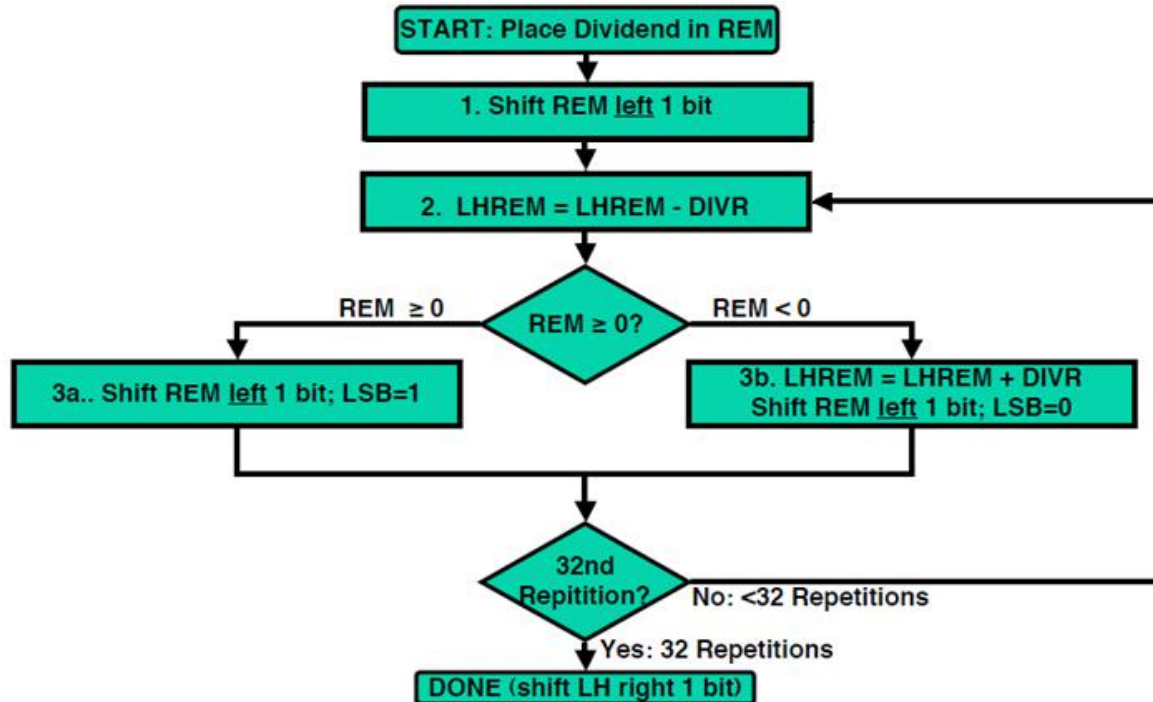 START: Place Dividend in REM
1. Shift REM left 1 bit
2. LHREM = LHREM - DIVR
REM ≥ 0
REM ≥ 0?
REM < 0
3a.. Shift REM left 1 bit; LSB=1
3b. LHREM = LHREM + DIVR
Shift REM left 1 bit; LSB=0
32nd
Repitition?
No: <32 Repetitions
Yes: 32 Repetitions
DONE (shift LH right 1 bit)